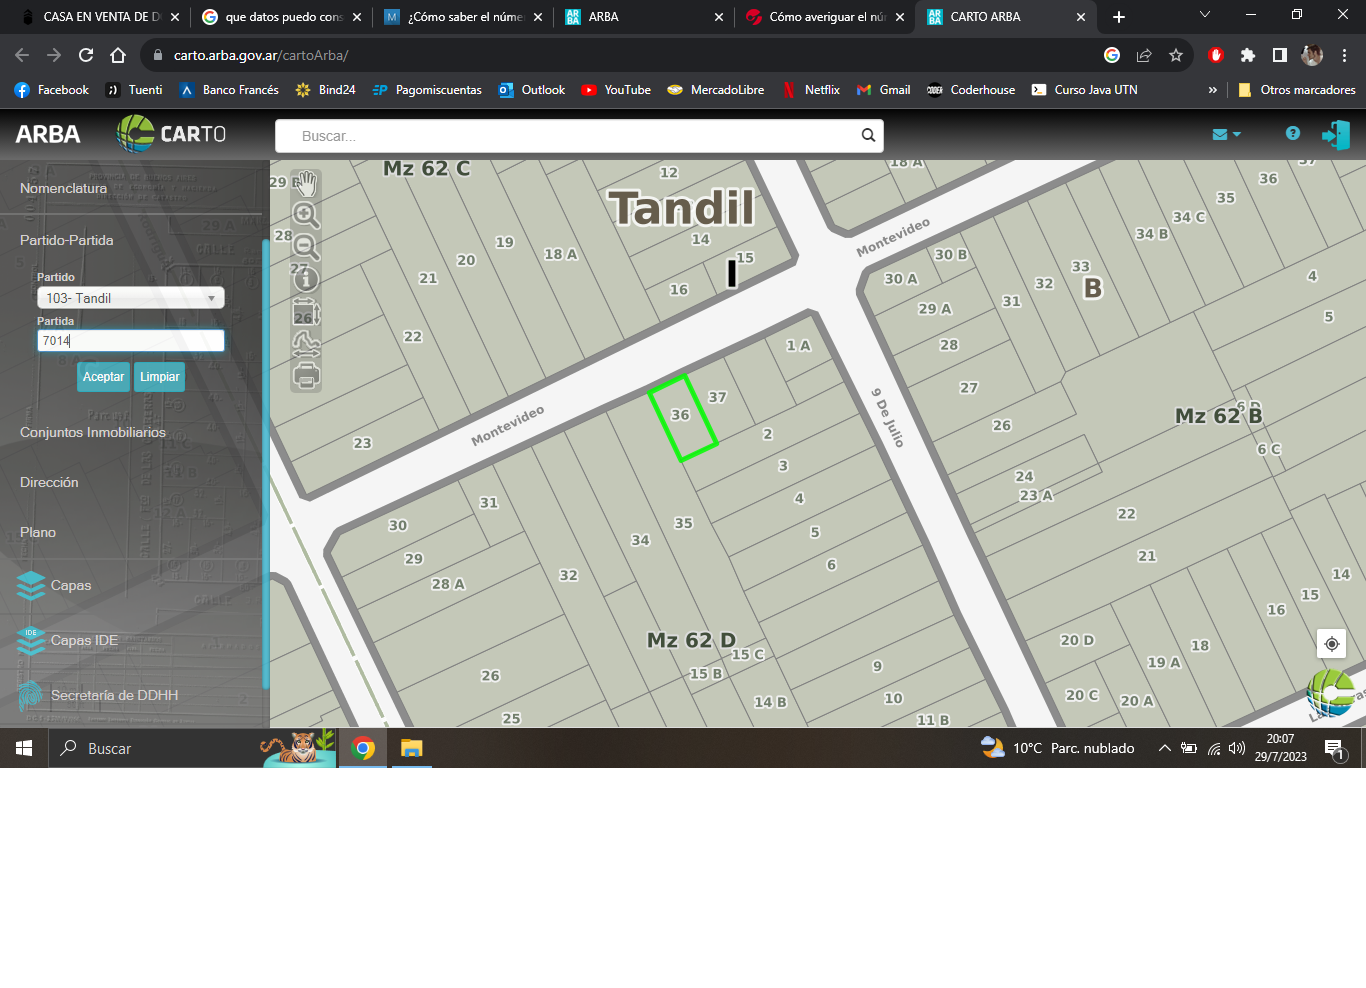 CASA EN VENTA DE D
que datos puedo cons
¿Cómo saber el núme
ARBA
Cómo averiguar el nú
CARTO ARBA
carto.arba.gov.ar/cartoArba/
Facebook
Tuenti
Banco Francés
Bind24
Pagomiscuentas
Outlook
YouTube
MercadoLibre
Netflix
Gmail
Coderhouse
Curso Java UTN
»
Otros marcadores
ARBA
CARTO
Buscar...
Nomenclatura
Partido-Partida
Partido
103- Tandil
Partida
7014
Aceptar
Limpiar
Conjuntos Inmobiliarios
Dirección
Plano
Capas
IDE
Capas IDE
Secretaría de DDHH
Mz 62 C
12
18 A
37
36
29 B
Tandil
35
34 C
Montevideo
34 B
28
14
19
18 A
20
15
30 B
33
27
21
16
30 A
32
B
4
31
29 A
26
5
22
1 A
28
27
37
36
9 De Julio
Mz 62 B
6 D
Montevideo
23
2
26
6 C
3
24
23 A
4
31
30
35
22
34
5
29
21
28 A
32
6
14
15
16
Mz 62 D
20 D
15 C
18
19 A
9
15 B
26
20 C
20 A
14 B
10
25
11 B
Buscar
10°C Parc. nublado
20:07
29/7/2023
1